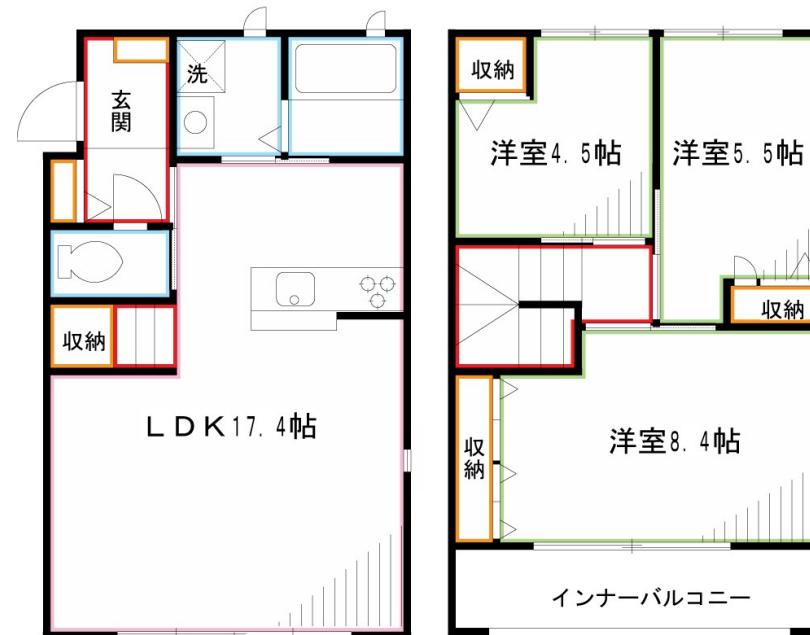 洗
玄関
収納
LDK17.4帖
収納
洋室4.5帖
洋室5.5帖
収納
洋室8.4帖
収納
インナーバルコニー